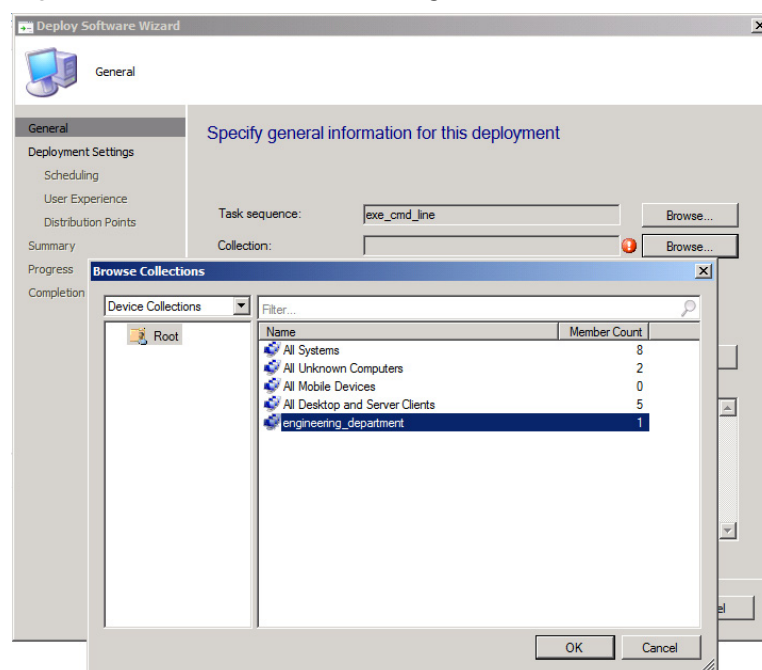 Deploy Software Wizard
General
General
Deployment Settings
Scheduling
User Experience
Distribution Points
Summary
Progress
Completion
Specify general information for this deployment
Task sequence: exe_cmd_line Browse...
Collection: Browse...
Browse Collections
Device Collections Filter...
Root
Name Member Count
All Systems 8
All Unknown Computers 2
All Mobile Devices 0
All Desktop and Server Clients 5
engineering_department 1
OK Cancel